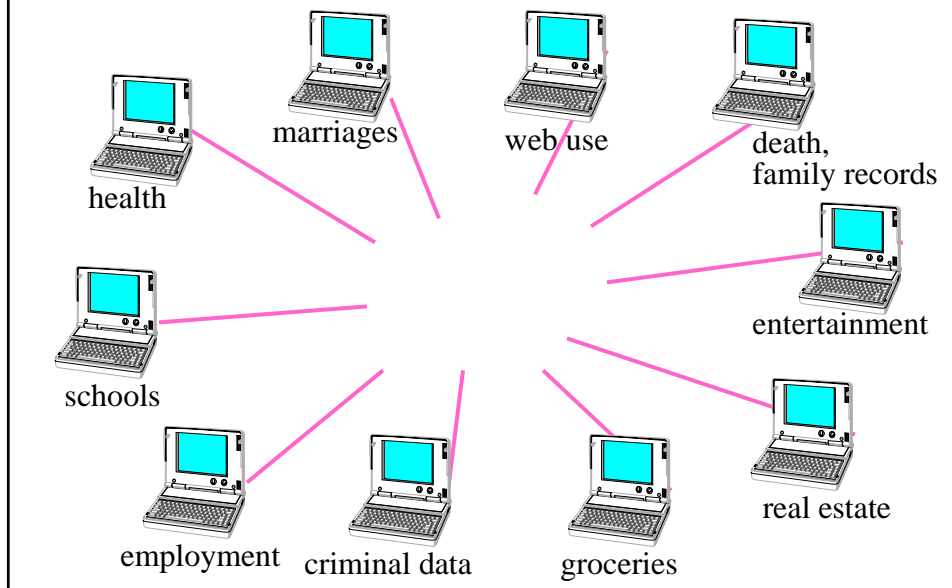 marriages
web use
death,
family records
health
entertainment
schools
real estate
employment
criminal data
groceries